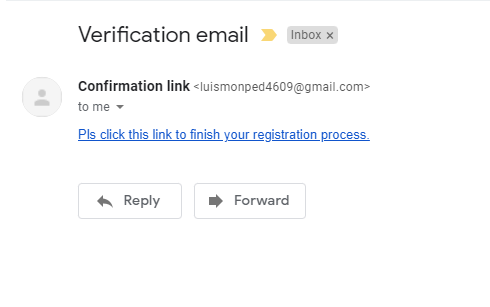 Verification email Inbox ×
Confirmation link <luismonped4609@gmail.com>
to me
Pls click this link to finish your registration process.
Reply Forward